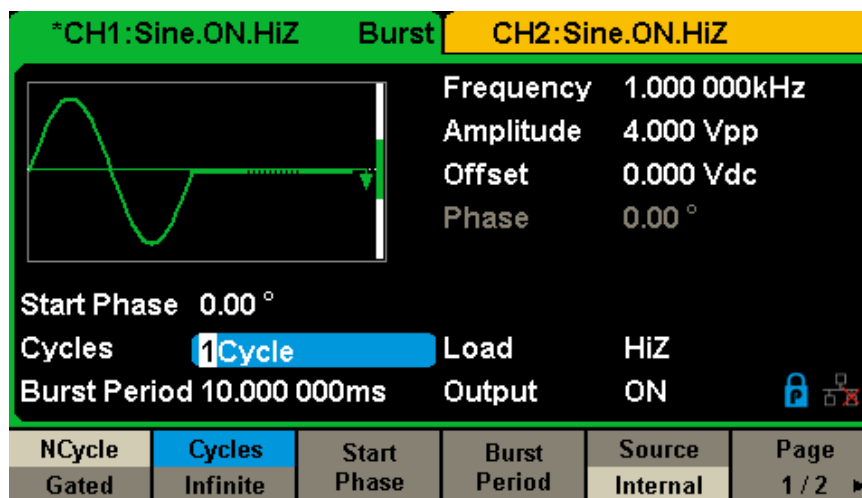 *CH1:Sine.ON.HiZ Burst CH2:Sine.ON.HiZ
Frequency 1.000 000kHz
Amplitude 4.000 Vpp
Offset 0.000 Vdc
Phase 0.00 °
Start Phase 0.00 °
Cycles 1Cycle Load HiZ
Burst Period 10.000 000ms Output ON P
NCycle Cycles Start Burst Source Page
Gated Infinite Phase Period Internal 1 / 2